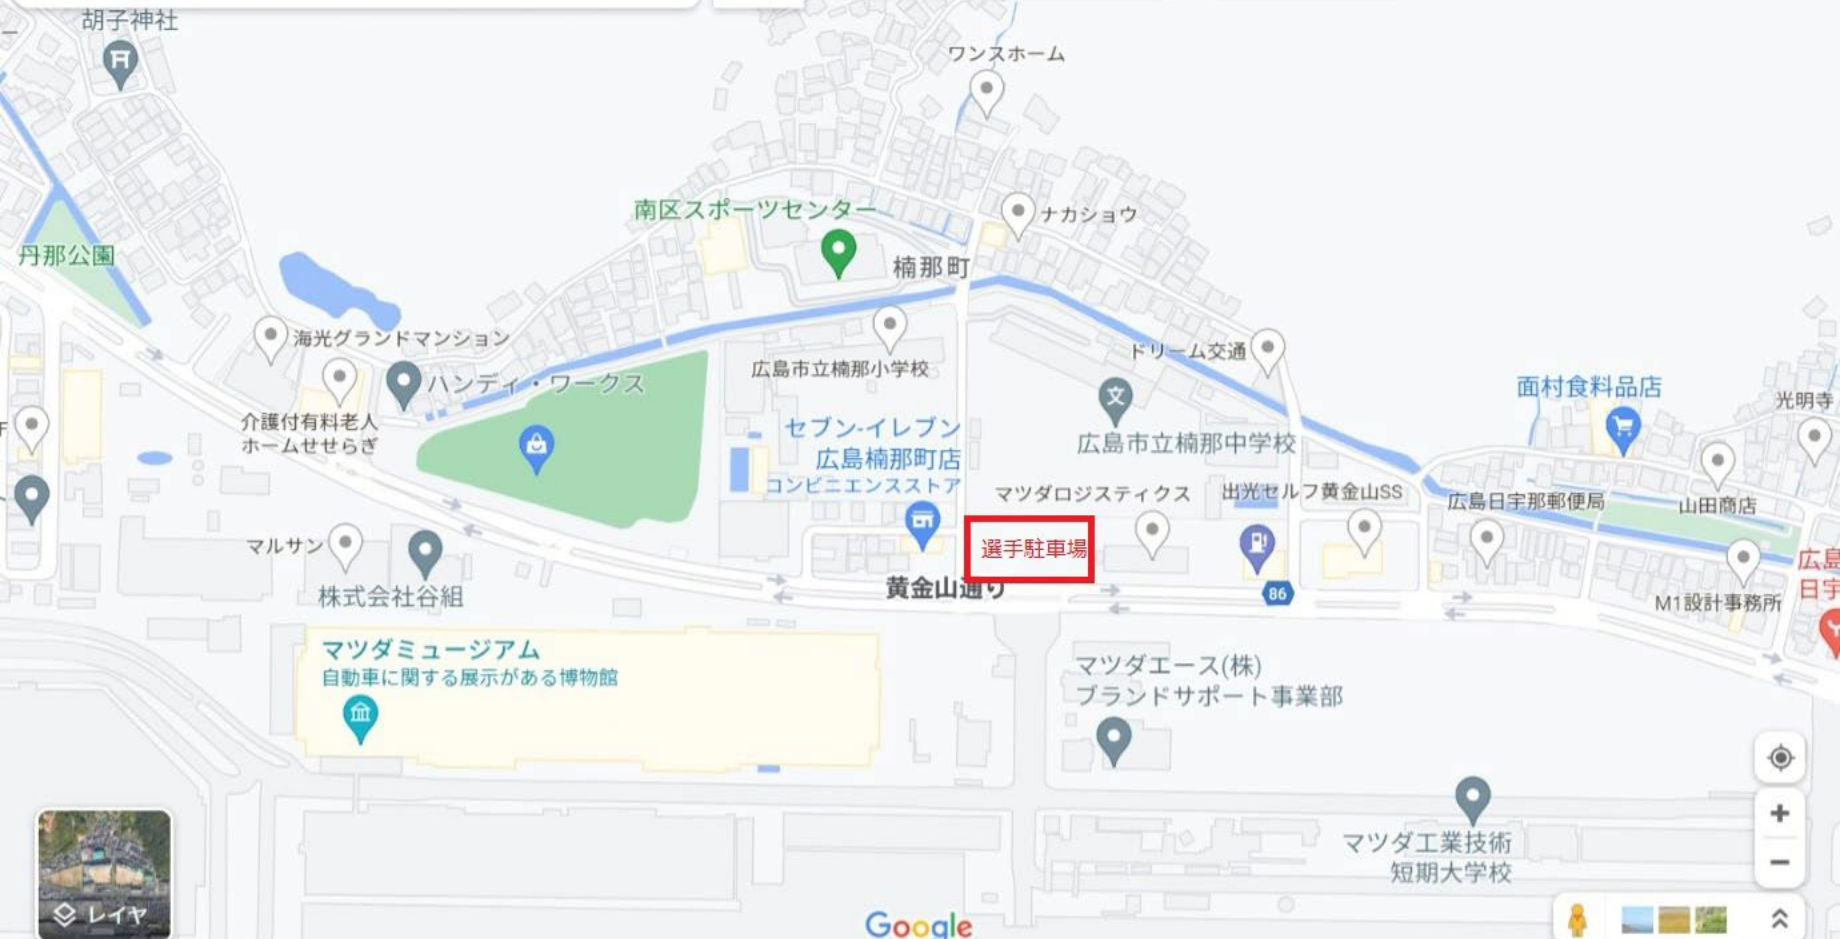 胡子神社
ワンスホーム
南区スポーツセンター
ナカショウ
丹那公園
楠那町
海光グランドマンション
ドリーム交通
広島市立楠那小学校
ハンディ・ワークス
面村食料品店
光明寺
介護付有料老人
ホームせせらぎ
セブン-イレブン
広島楠那町店
コンビニエンスストア
広島市立楠那中学校
マツダロジスティクス
出光セルフ黄金山SS
広島日宇那郵便局
山田商店
マルサン
選手駐車場
広島
日宇
株式会社谷組
黄金山通り
86
M1設計事務所
マツダミュージアム
自動車に関する展示がある博物館
マツダエース(株)
ブランドサポート事業部
マツダ工業技術
短期大学校
レイヤ
Google